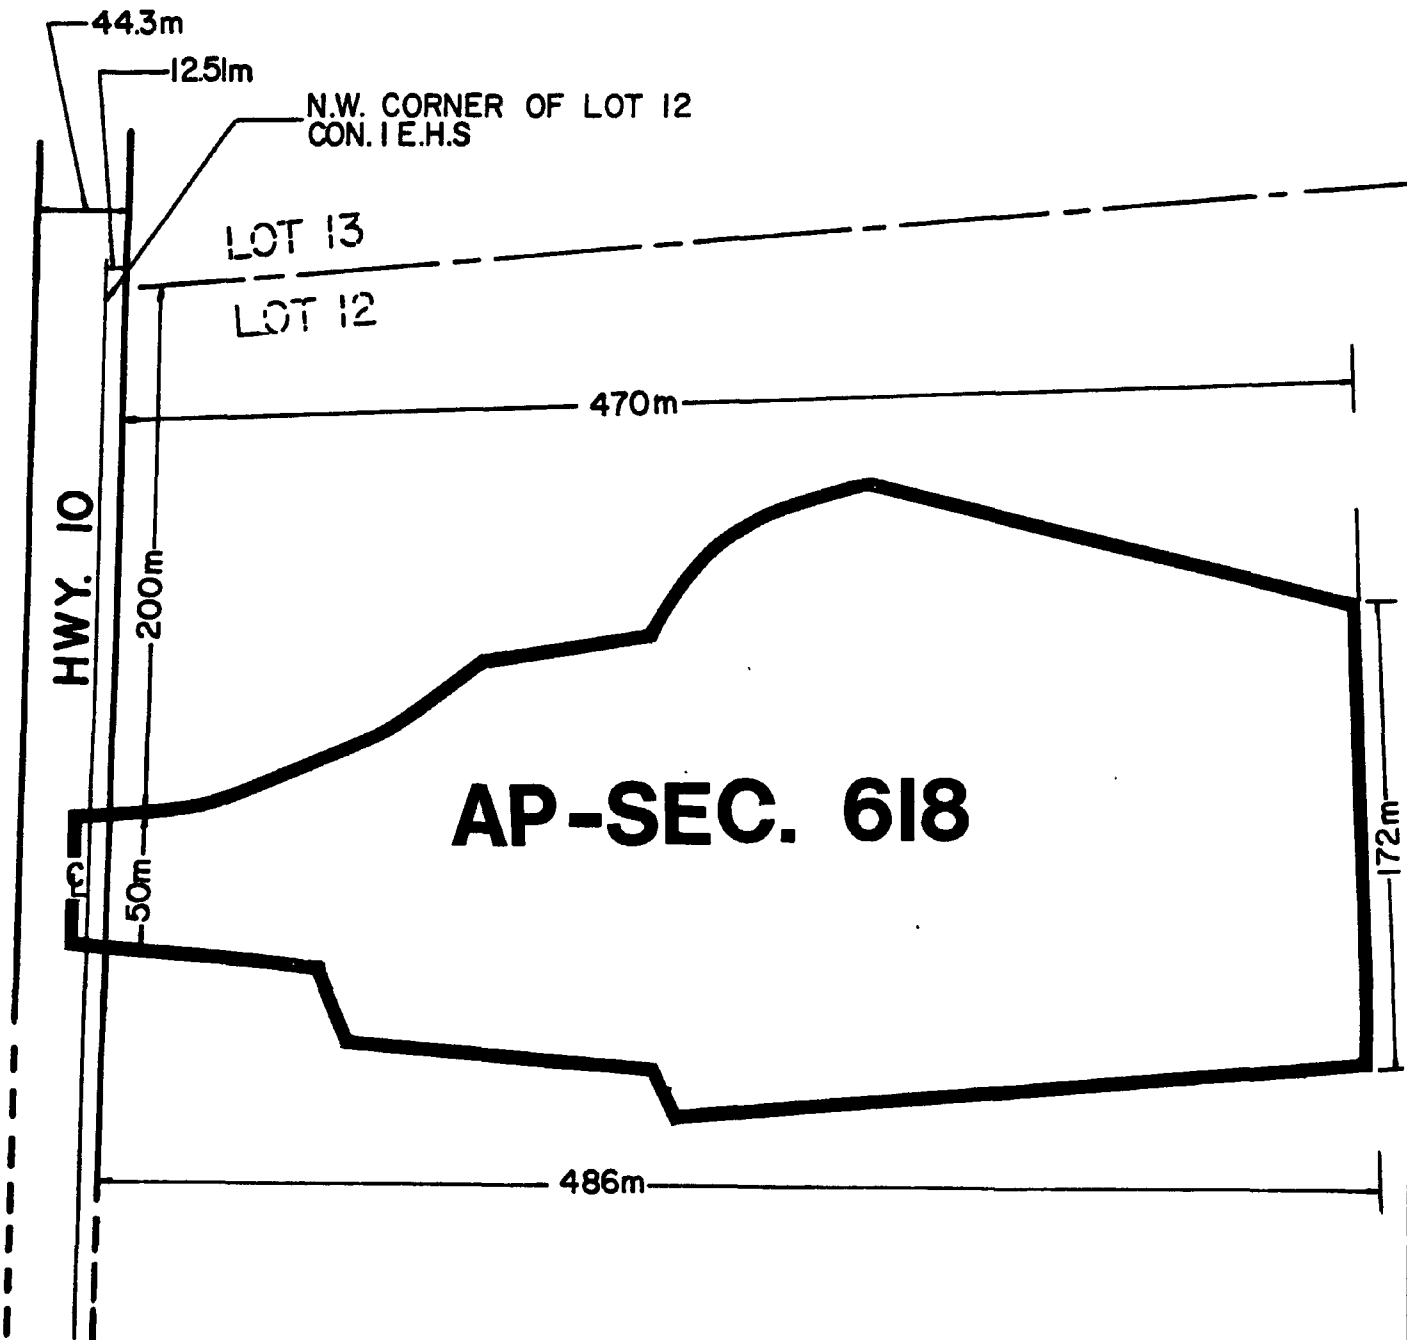 44.3m
12.51m
N.W. CORNER OF LOT 12
CON. I E.H.S
LOT 13
LOT 12
470m
HWY. 10
200m
AP-SEC. 618
50m
172m
486m